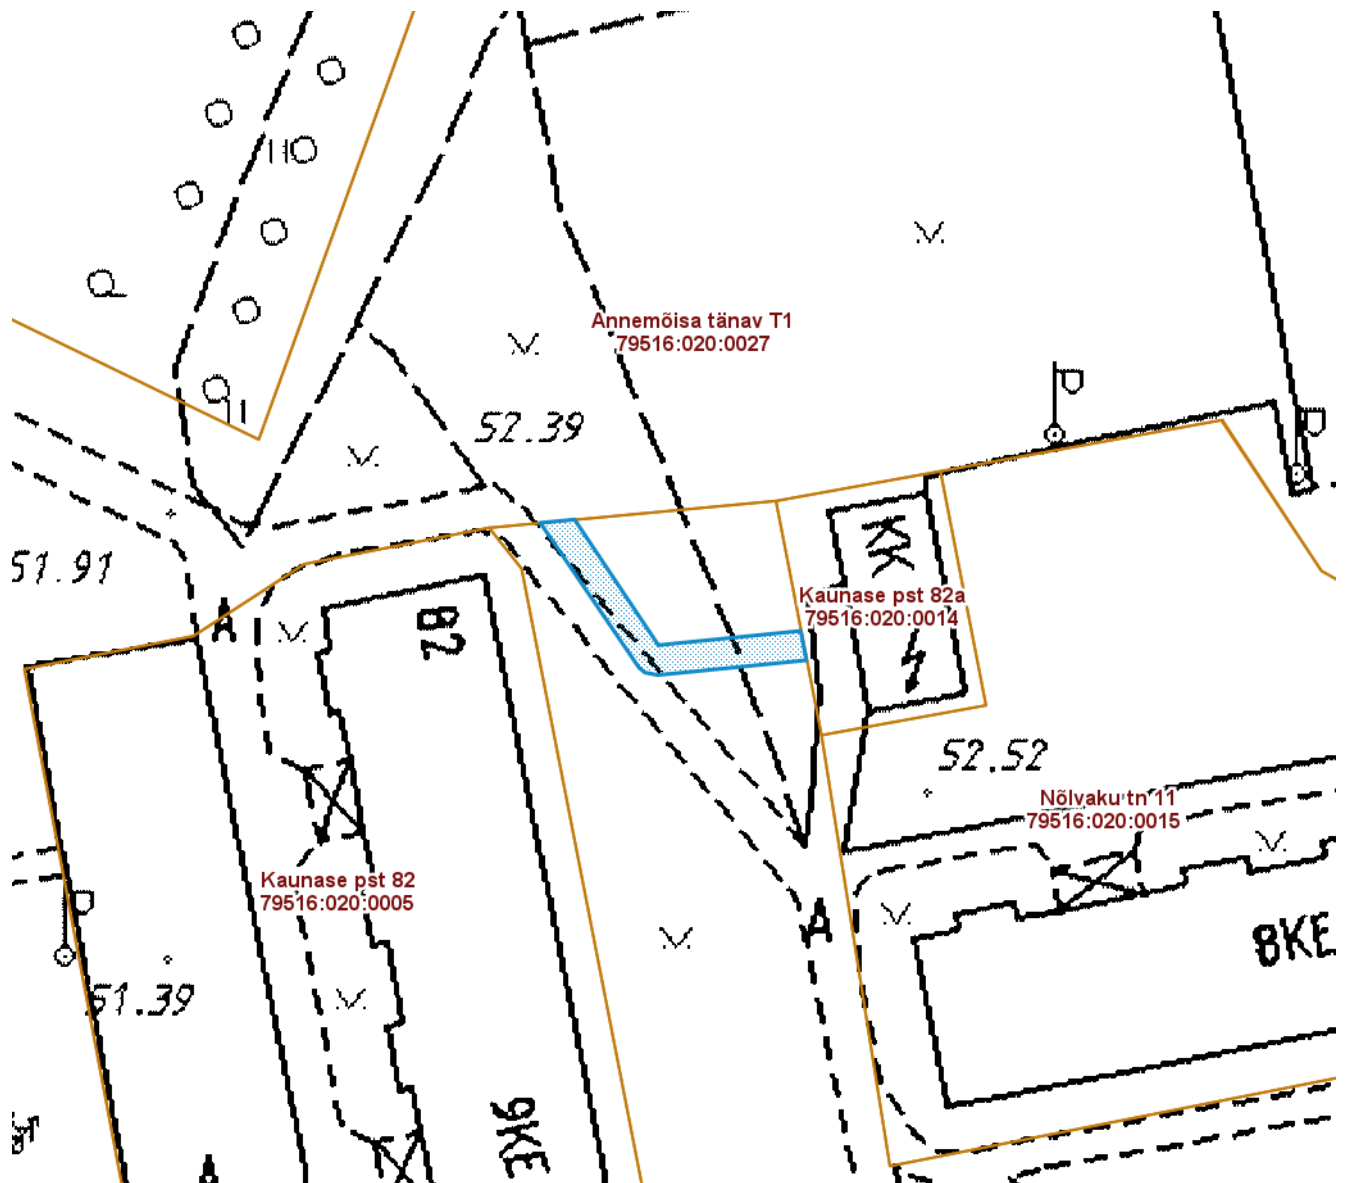 Annemõisa tänav T1
79516:020:0027
52.39
51.91
KK
Kaunase pst 82a
79516:020:0014
A
82
52.52
Nõlvaku tn 11
79516:020:0015
Kaunase pst 82
79516:020:0005
A
8KE
51.39
9KE
A